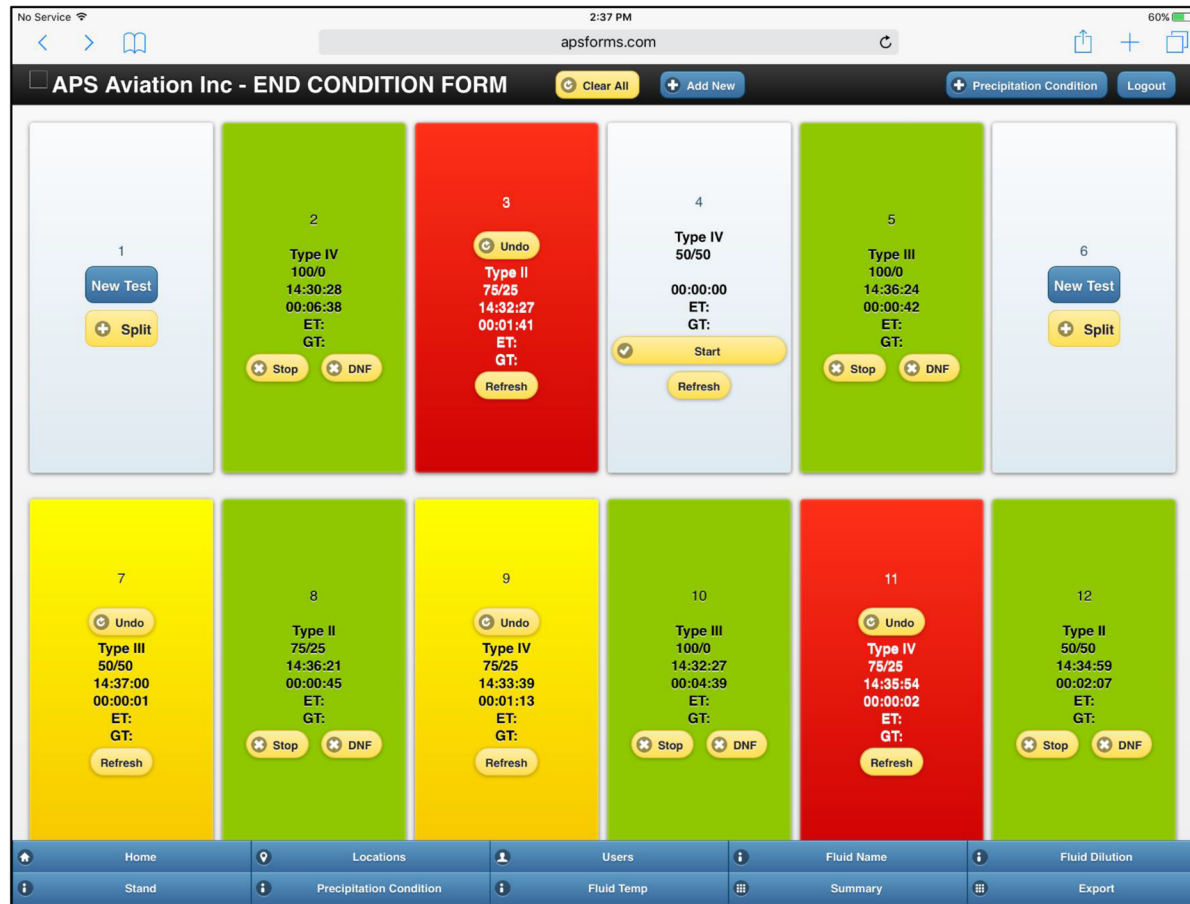 No Service 2:37 PM 60%
apsforms.com
APS Aviation Inc - END CONDITION FORM Clear All Add New Precipitation Condition Logout
1
New Test
Split
2
Type IV
100/0
14:30:28
00:06:38
ET:
GT:
Stop DNF
3
Undo
Type II
75/25
14:32:27
00:01:41
ET:
GT:
Refresh
4
Type IV
50/50
00:00:00
ET:
GT:
Start
Refresh
5
Type III
100/0
14:36:24
00:00:42
ET:
GT:
Stop DNF
6
New Test
Split
7
Undo
Type III
50/50
14:37:00
00:00:01
ET:
GT:
Refresh
8
Type II
75/25
14:36:21
00:00:45
ET:
GT:
Stop DNF
9
Undo
Type IV
75/25
14:33:39
00:01:13
ET:
GT:
Refresh
10
Type III
100/0
14:32:27
00:04:39
ET:
GT:
Stop DNF
11
Undo
Type IV
75/25
14:35:54
00:00:02
ET:
GT:
Refresh
12
Type II
50/50
14:34:59
00:02:07
ET:
GT:
Stop DNF
Home Locations Users Fluid Name Fluid Dilution
Stand Precipitation Condition Fluid Temp Summary Export